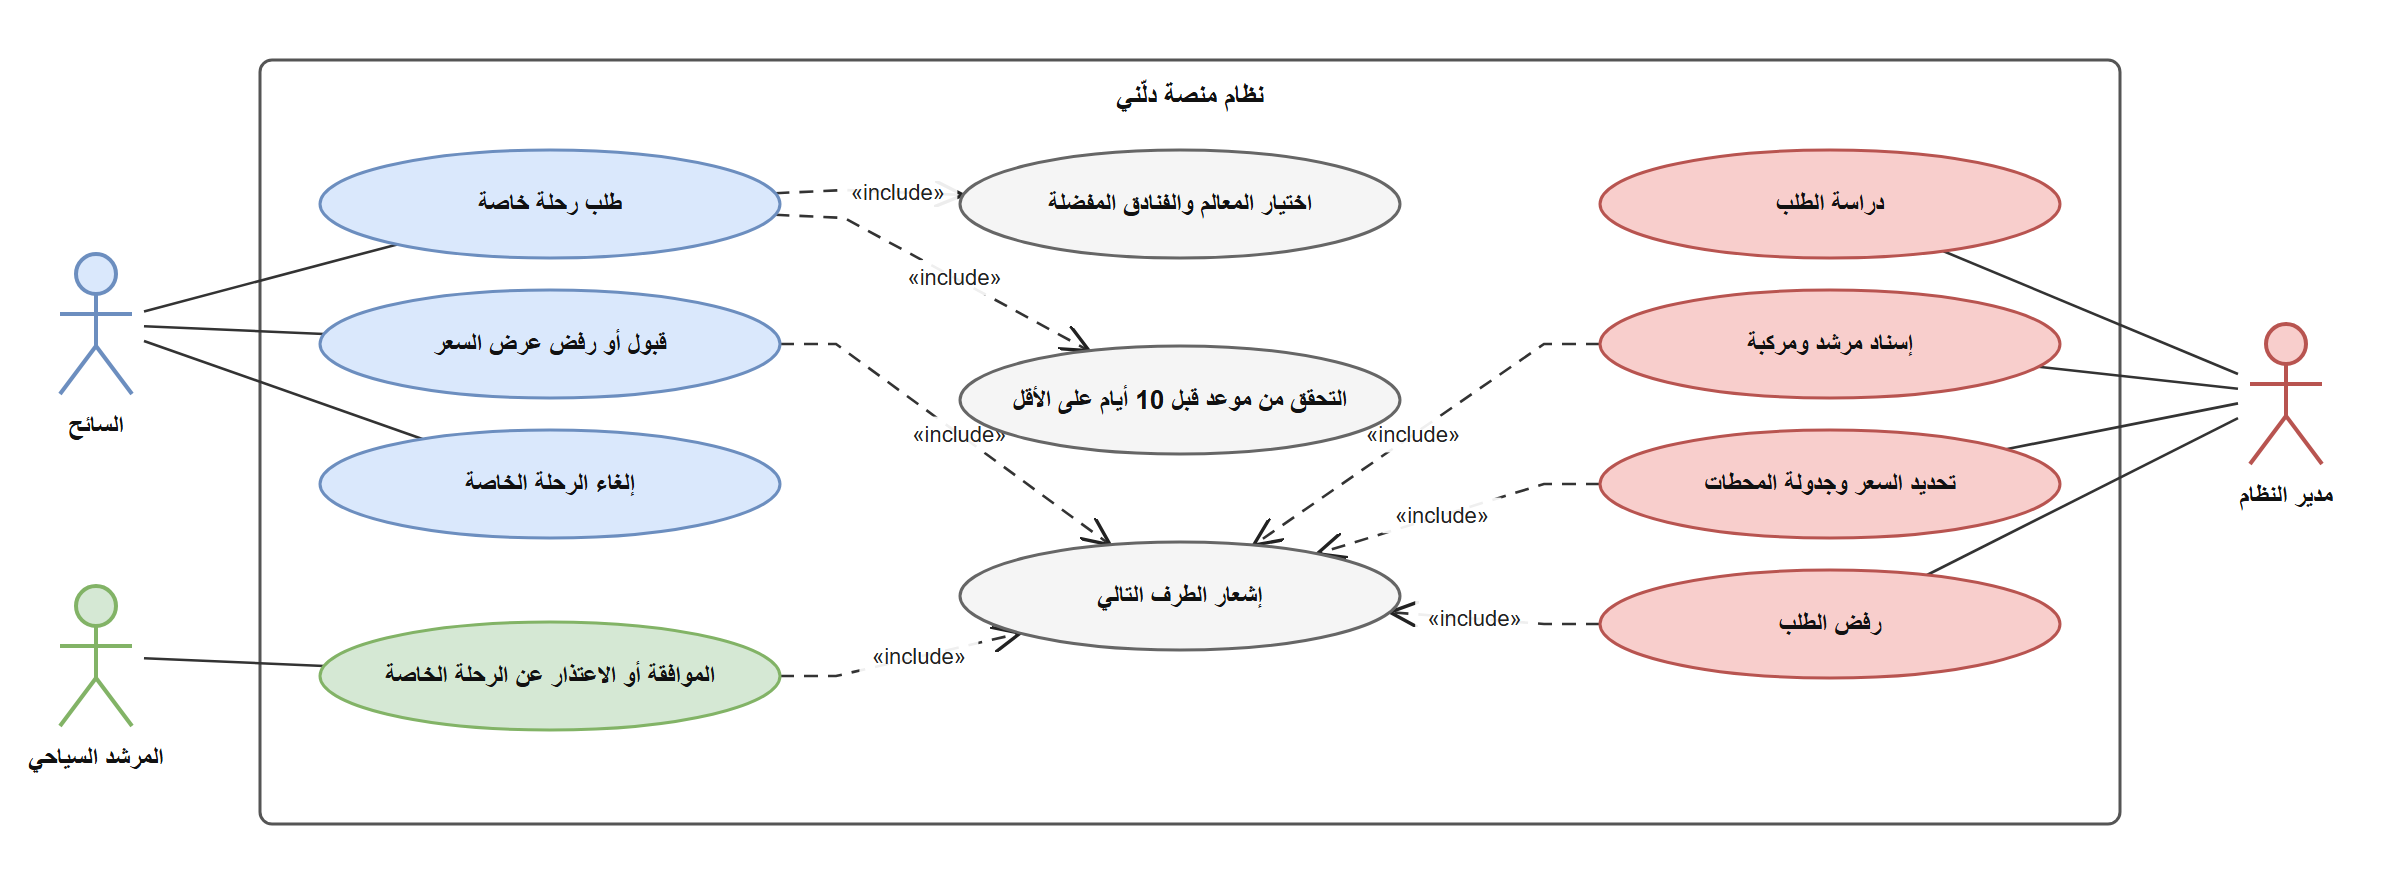 نظام منصة دلّني
طلب رحلة خاصة
«include»
اختيار المعالم والفنادق المفضلة
دراسة الطلب
«include»
قبول أو رفض عرض السعر
إسناد مرشد ومركبة
السائح
التحقق من موعد قبل 10 أيام على الأقل
«include»
«include»
إلغاء الرحلة الخاصة
تحديد السعر وجدولة المحطات
مدير النظام
«include»
إشعار الطرف التالي
«include»
رفض الطلب
«include»
الموافقة أو الاعتذار عن الرحلة الخاصة
المرشد السياحي